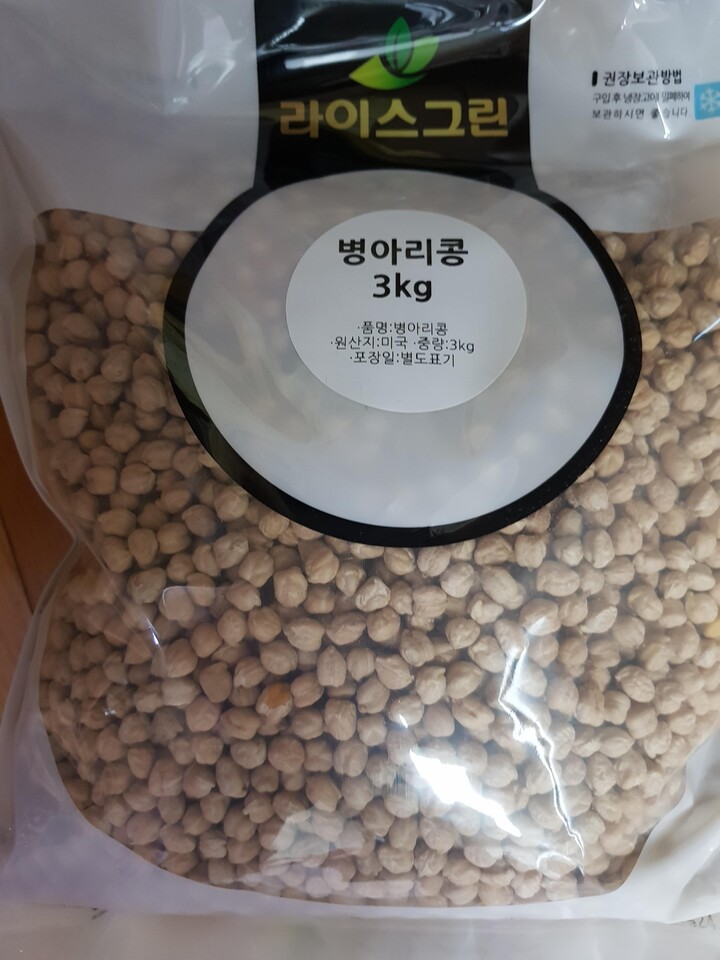 라이스그린
권장보관방법
구입 후 냉장고에 밀폐하여
보관하시면 좋습니다
병아리콩
3kg
·품명:병아리콩
·원산지:미국 ·중량:3kg
·포장일:별도표기